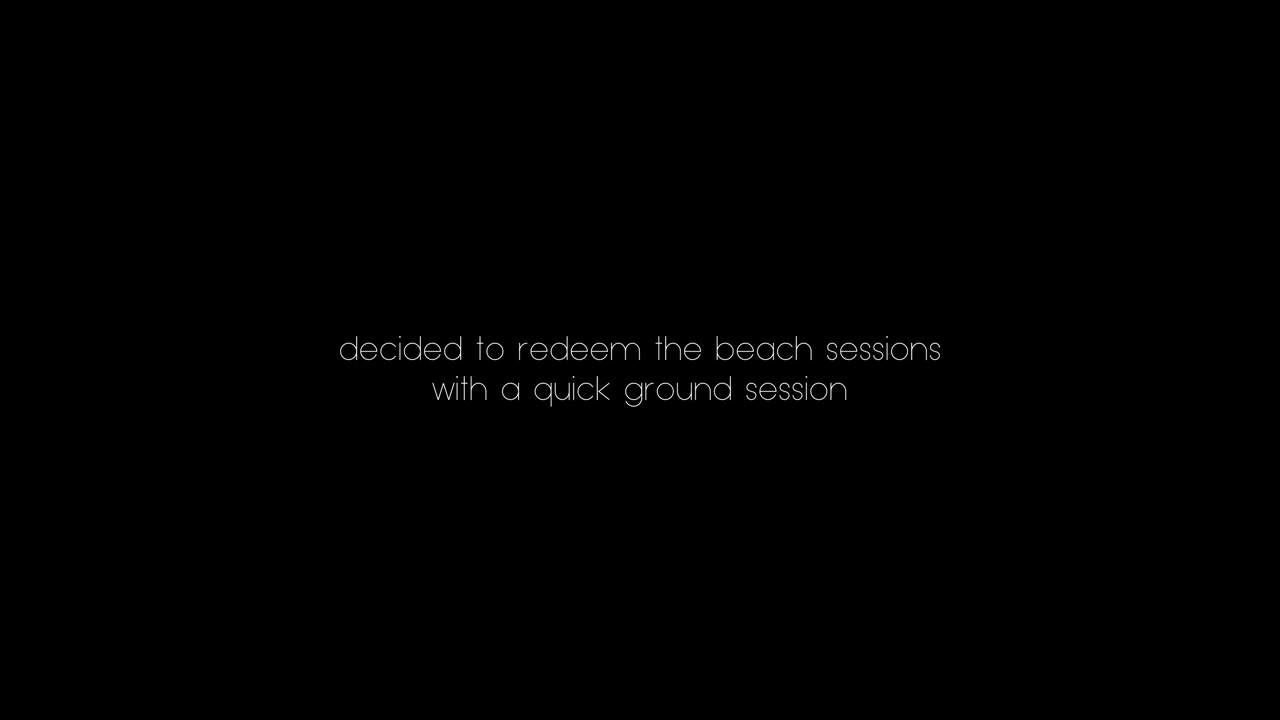 decided to redeem the beach sessions
with a quick ground session